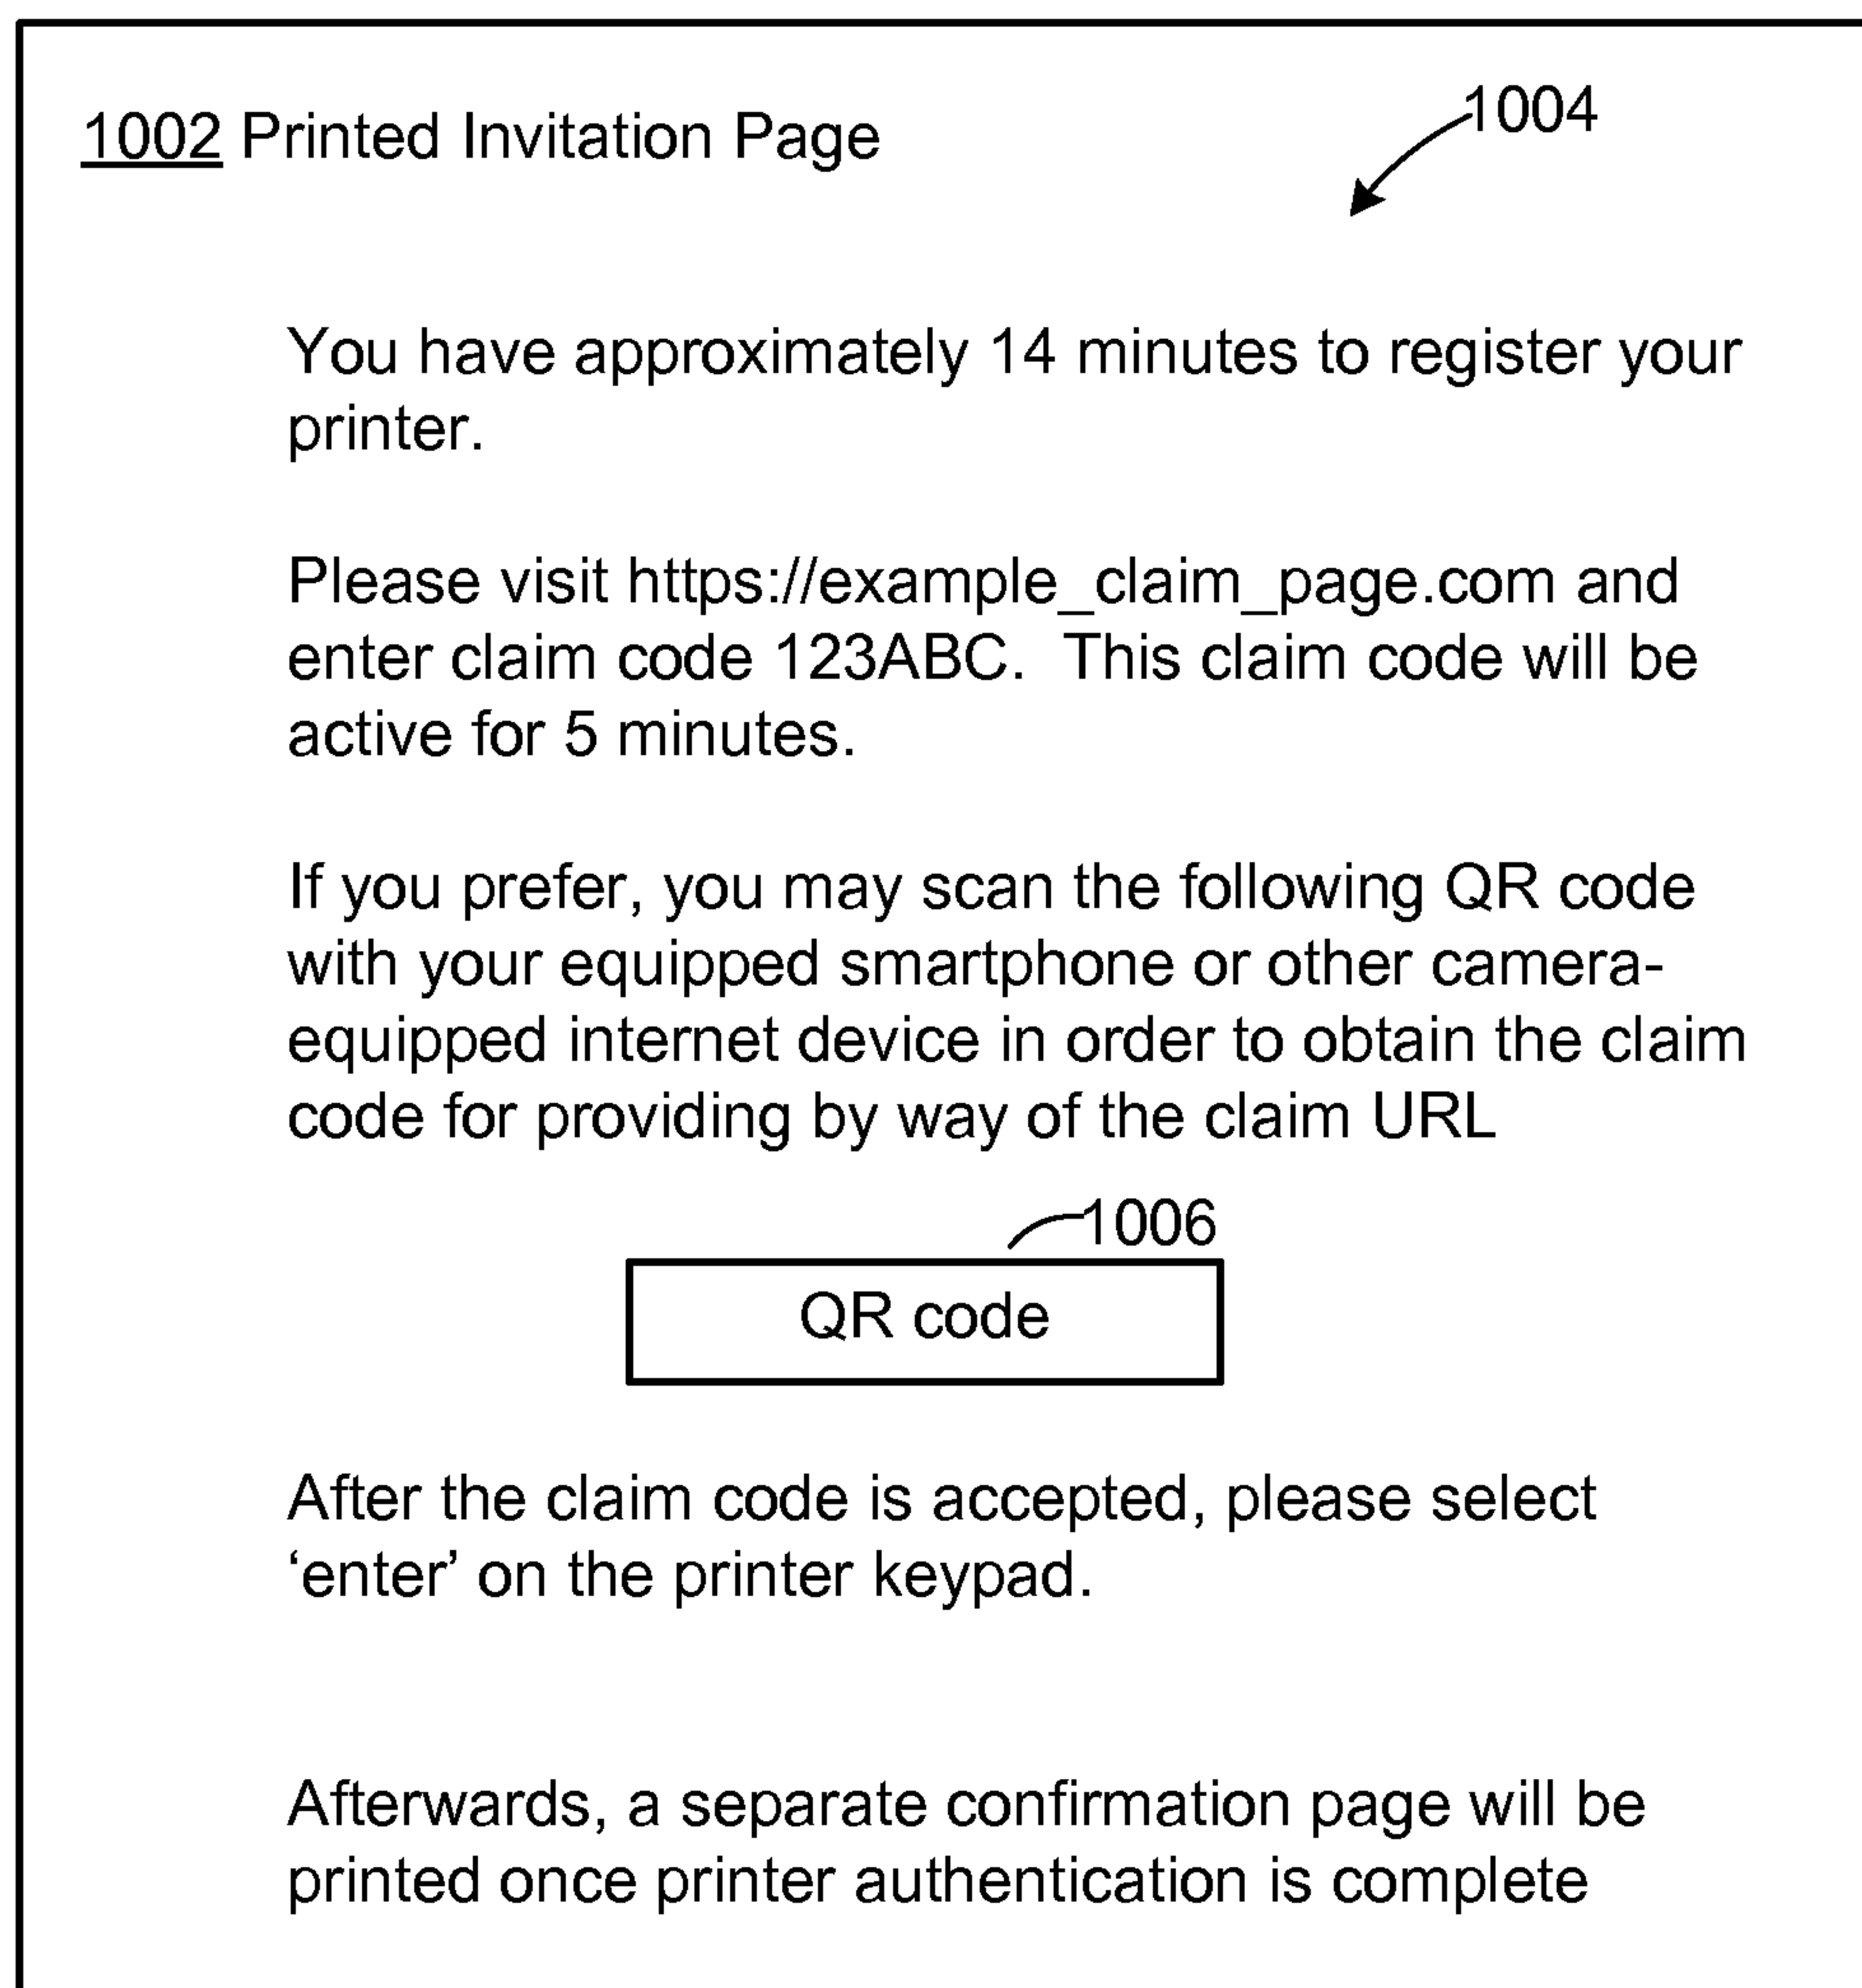 1002 Printed Invitation Page
1004
You have approximately 14 minutes to register your
printer.
Please visit https://example_claim_page.com and
enter claim code 123ABC.  This claim code will be
active for 5 minutes.
If you prefer, you may scan the following QR code
with your equipped smartphone or other camera-
equipped internet device in order to obtain the claim
code for providing by way of the claim URL
1006
QR code
After the claim code is accepted, please select
‘enter’ on the printer keypad.
Afterwards, a separate confirmation page will be
printed once printer authentication is complete